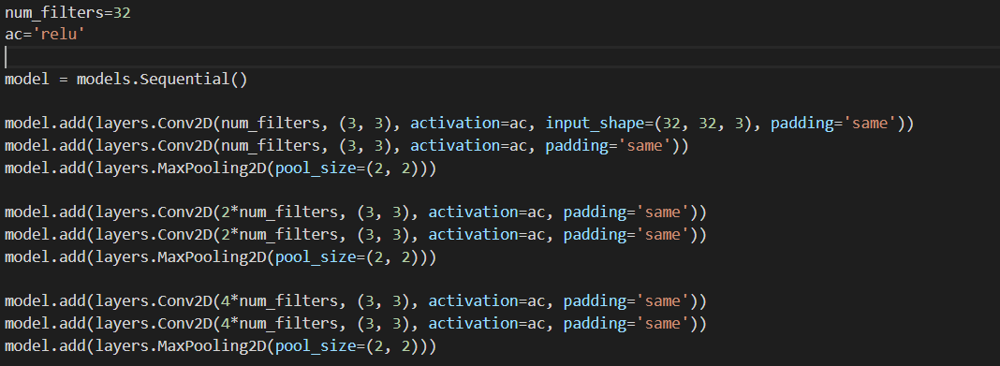 num_filters=32
ac='relu'
model = models.Sequential()
model.add(layers.Conv2D(num_filters, (3, 3), activation=ac, input_shape=(32, 32, 3), padding='same'))
model.add(layers.Conv2D(num_filters, (3, 3), activation=ac, padding='same'))
model.add(layers.MaxPooling2D(pool_size=(2, 2)))
model.add(layers.Conv2D(2*num_filters, (3, 3), activation=ac, padding='same'))
model.add(layers.Conv2D(2*num_filters, (3, 3), activation=ac, padding='same'))
model.add(layers.MaxPooling2D(pool_size=(2, 2)))
model.add(layers.Conv2D(4*num_filters, (3, 3), activation=ac, padding='same'))
model.add(layers.Conv2D(4*num_filters, (3, 3), activation=ac, padding='same'))
model.add(layers.MaxPooling2D(pool_size=(2, 2)))